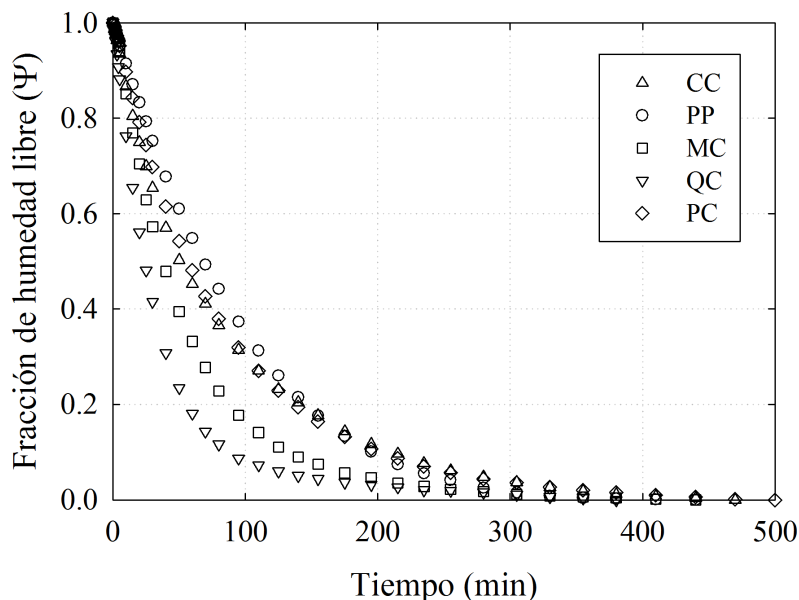 Fracción de humedad libre (Ψ)
1.0
0.8
0.6
0.4
0.2
0.0
CC
PP
MC
QC
PC
0 100 200 300 400 500
Tiempo (min)